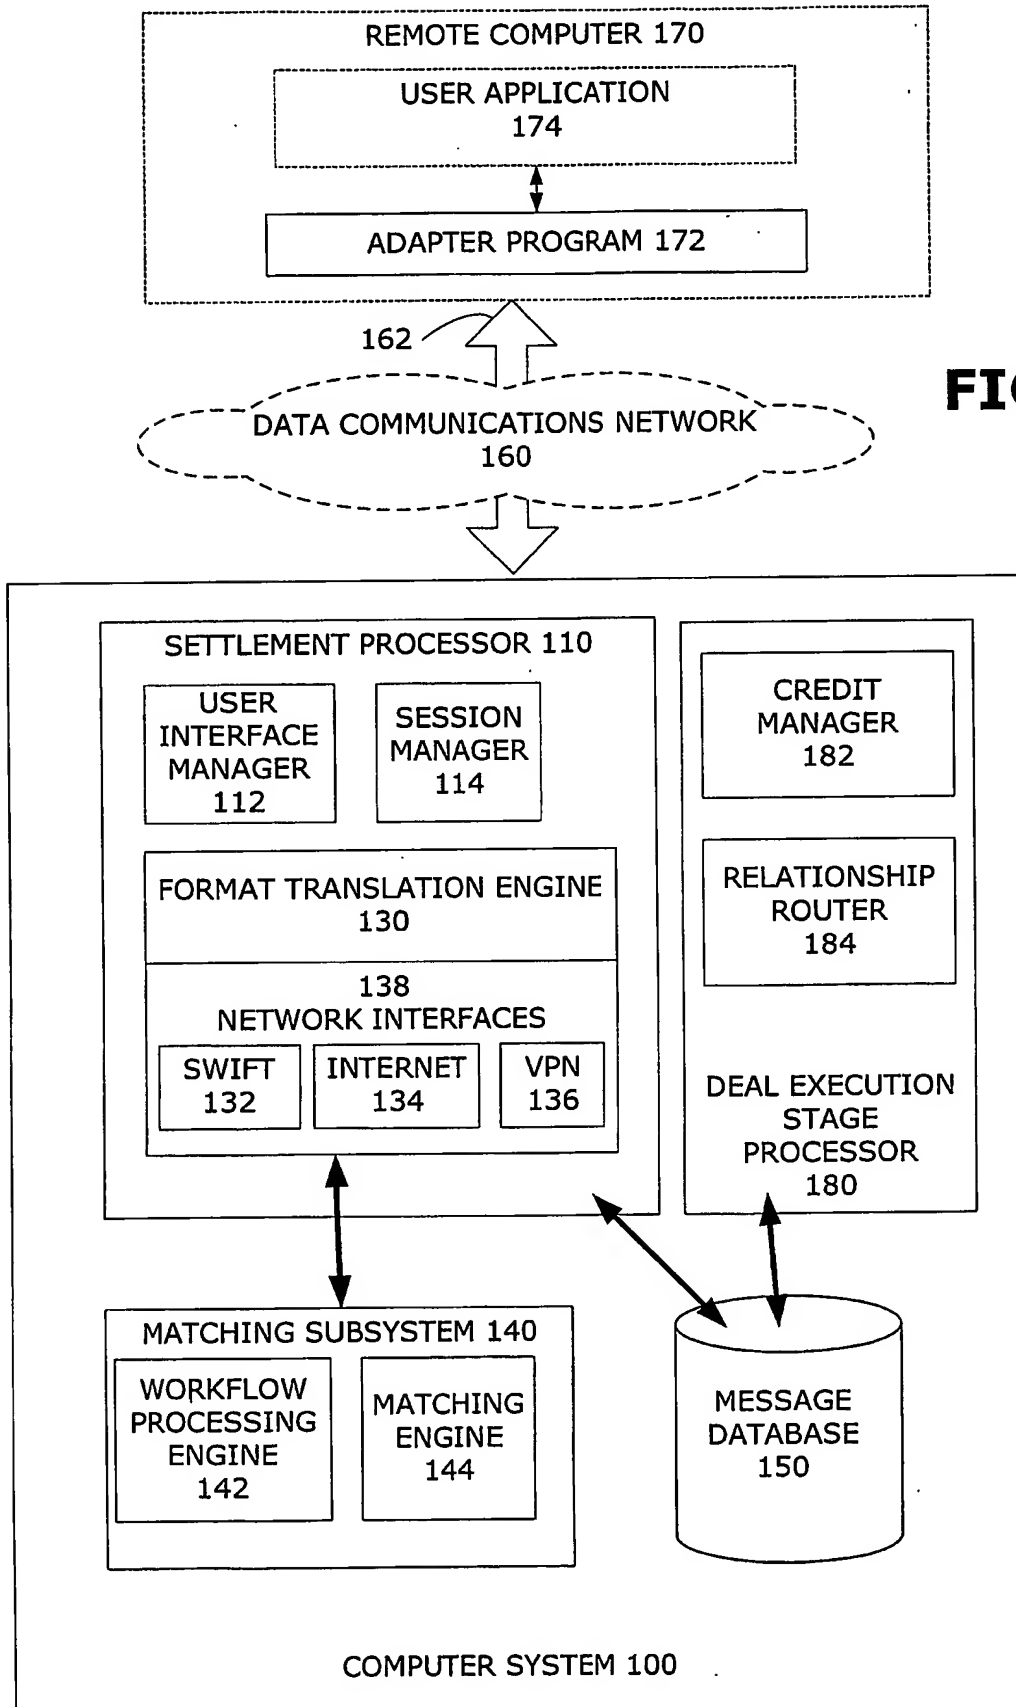 REMOTE COMPUTER 170
USER APPLICATION
174
ADAPTER PROGRAM 172
162
DATA COMMUNICATIONS NETWORK
160
SETTLEMENT PROCESSOR 110
USER
INTERFACE
MANAGER
112
SESSION
MANAGER
114
FORMAT TRANSLATION ENGINE
130
138
NETWORK INTERFACES
SWIFT
132
INTERNET
134
VPN
136
CREDIT
MANAGER
182
RELATIONSHIP
ROUTER
184
DEAL EXECUTION
STAGE
PROCESSOR
180
MATCHING SUBSYSTEM 140
WORKFLOW
PROCESSING
ENGINE
142
MATCHING
ENGINE
144
MESSAGE
DATABASE
150
COMPUTER SYSTEM 100